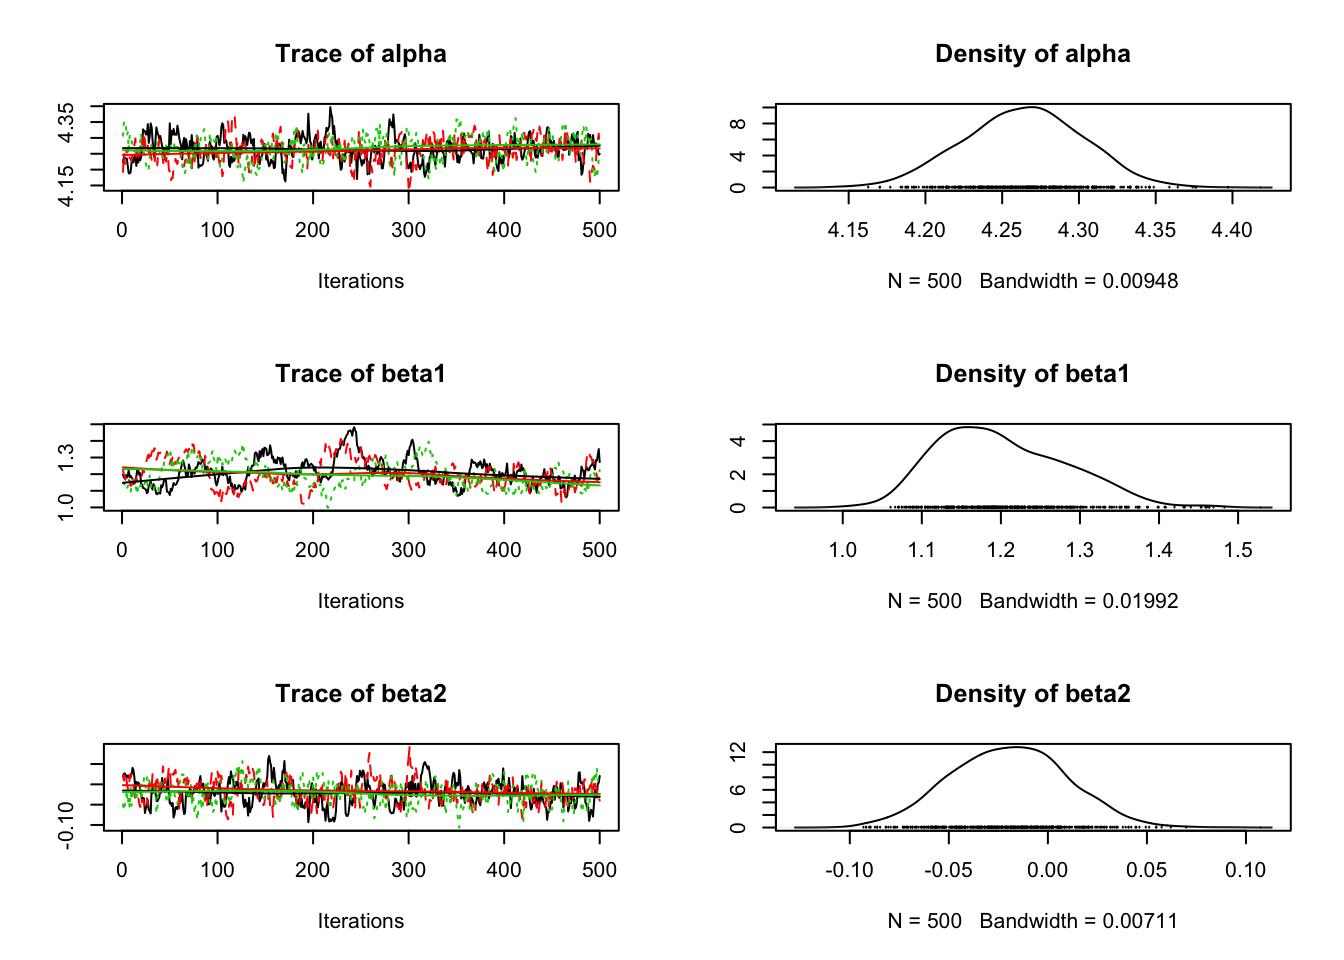 Trace of alpha
4.15 4.35
0 100 200 300 400 500
Iterations
Density of alpha
0 4 8
4.15 4.20 4.25 4.30 4.35 4.40
N = 500 Bandwidth = 0.00948
Trace of beta1
1.0 1.3
0 100 200 300 400 500
Iterations
Density of beta1
0 2 4
1.0 1.1 1.2 1.3 1.4 1.5
N = 500 Bandwidth = 0.01992
Trace of beta2
-0.10
0 100 200 300 400 500
Iterations
Density of beta2
0 6 12
-0.10 -0.05 0.00 0.05 0.10
N = 500 Bandwidth = 0.00711